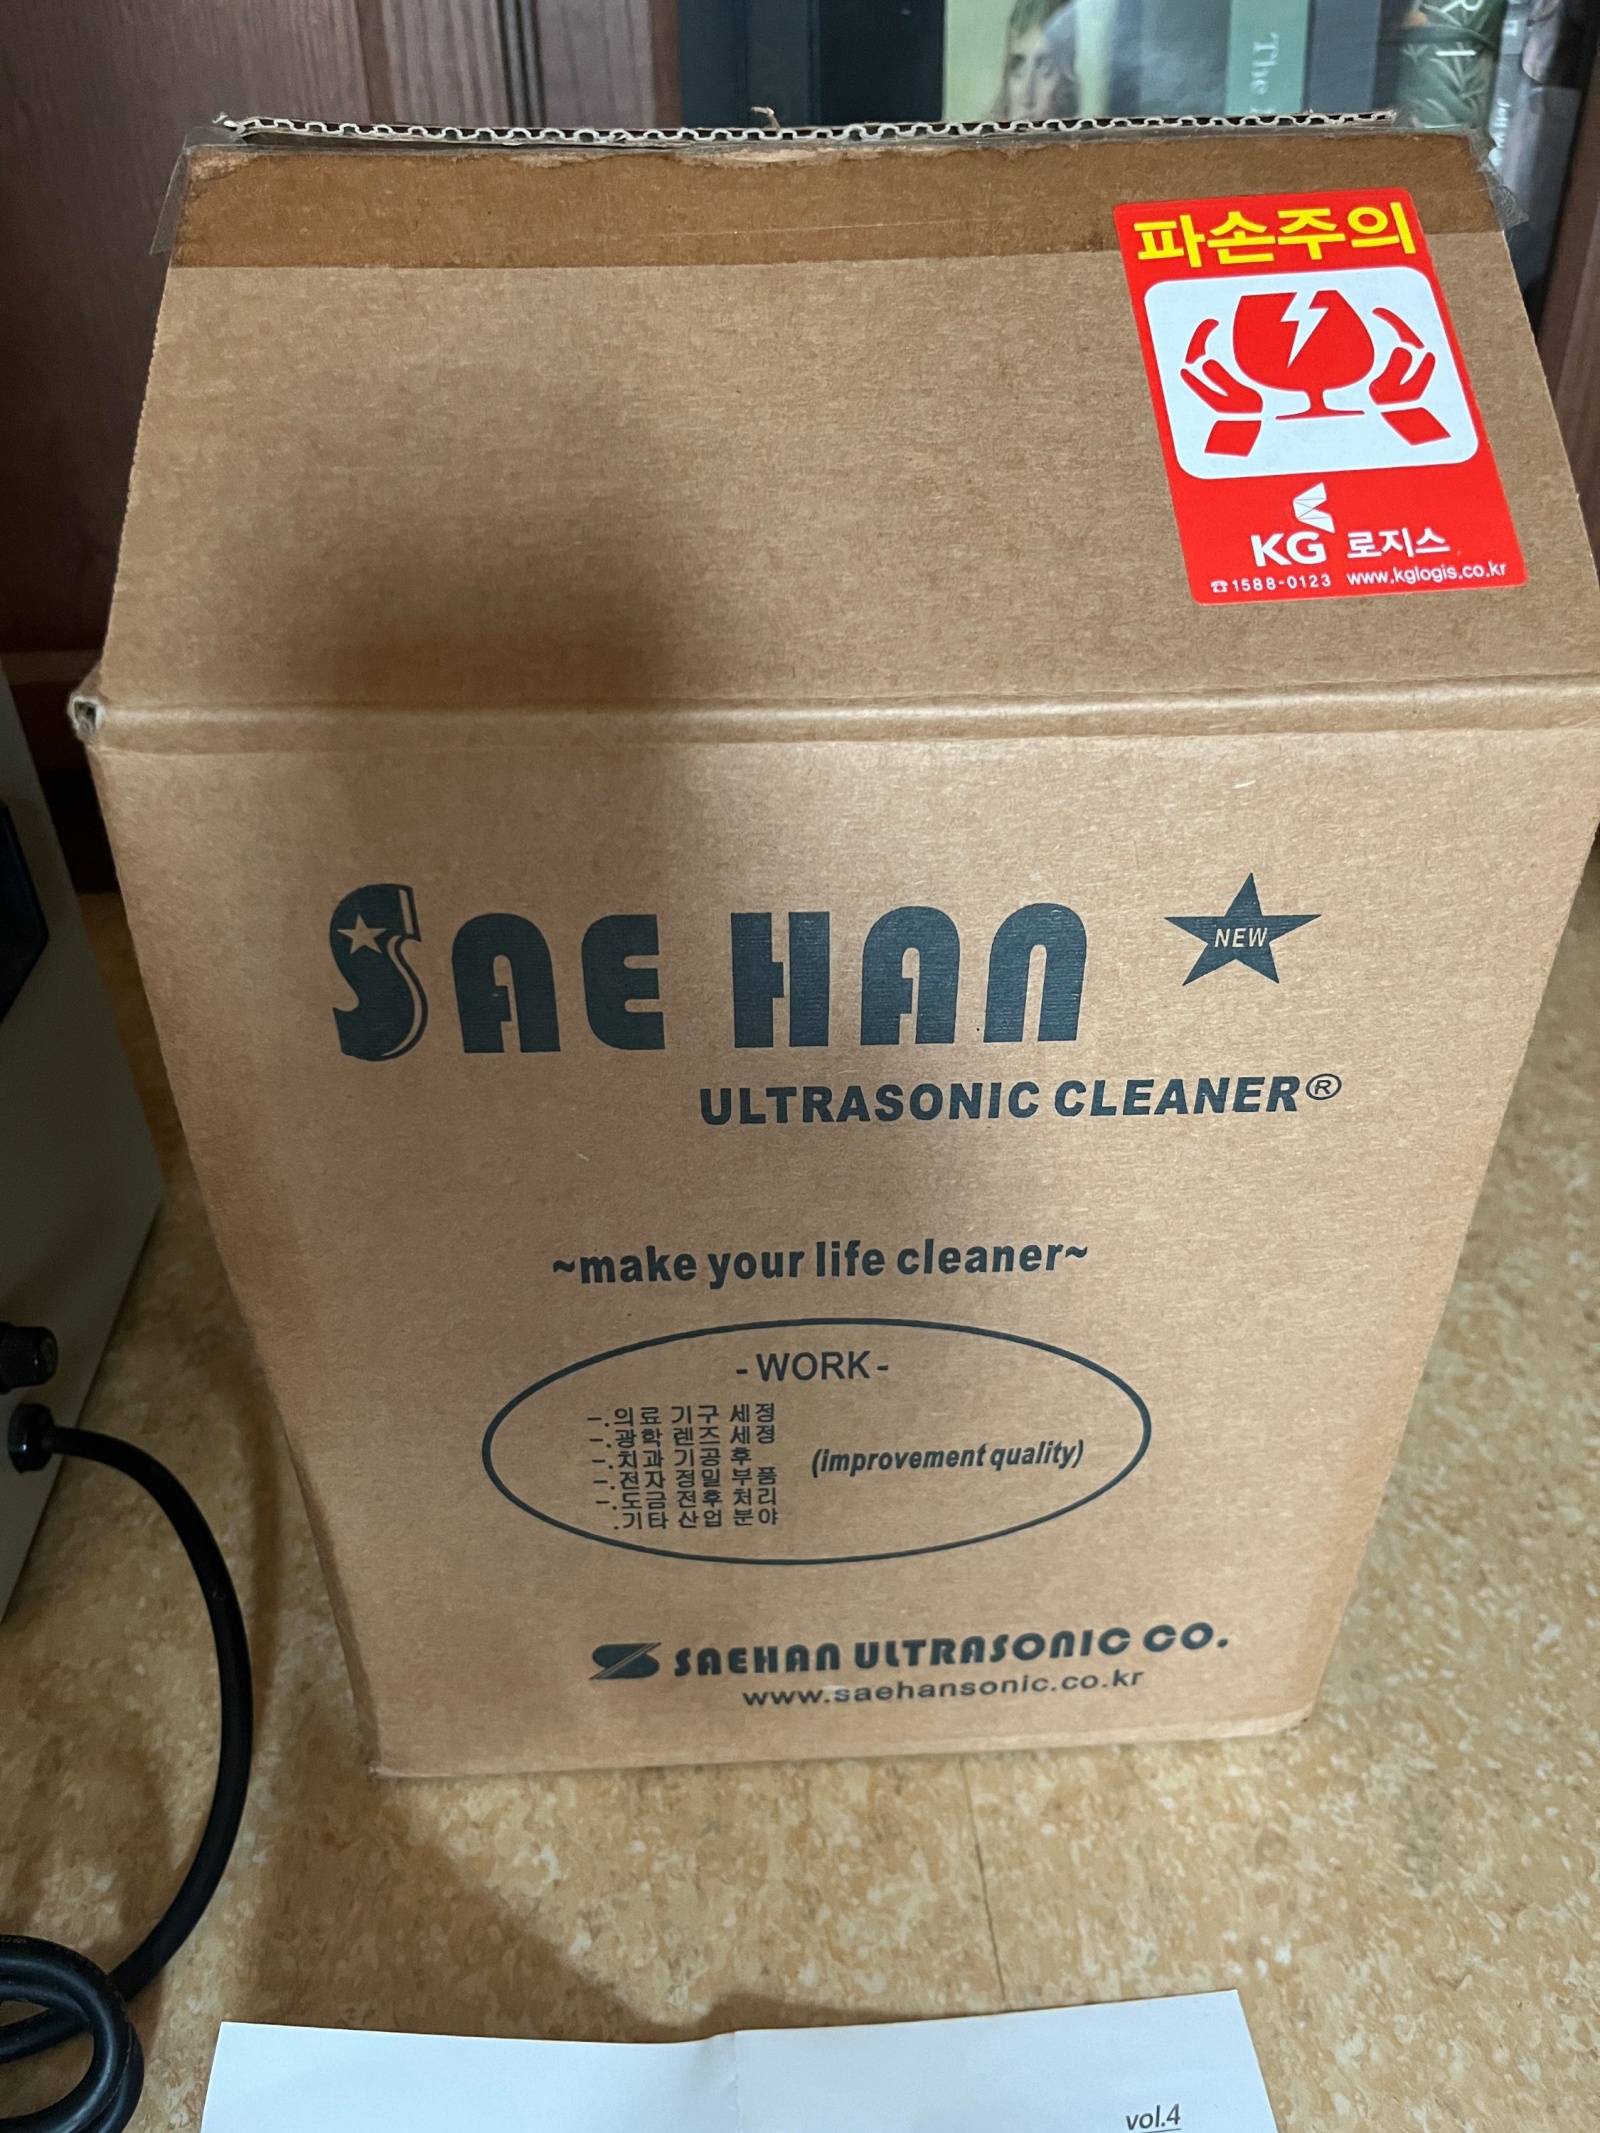 The
파손주의
KG 로지스
☎1588-0123 www.kglogis.co.kr
SAE HAN
NEW
ULTRASONIC CLEANER®
~make your life cleaner~
-WORK-
-.의료 기구 세정
-.광학 렌즈 세정
-.치과 기공 후
-.전자 정밀 부품
-.도금 전후 처리
.기타 산업 분야
(improvement quality)
SAEHAN ULTRASONIC CO.
www.saehansonic.co.kr
vol.4